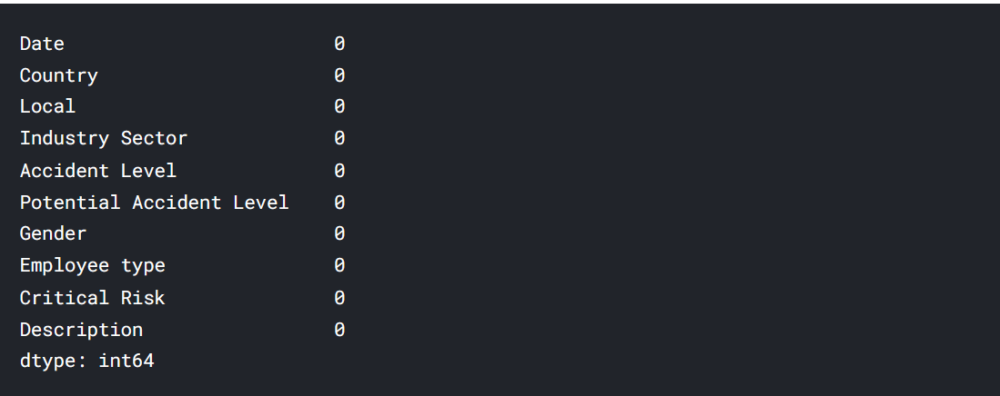 Date 0
Country 0
Local 0
Industry Sector 0
Accident Level 0
Potential Accident Level 0
Gender 0
Employee type 0
Critical Risk 0
Description 0
dtype: int64